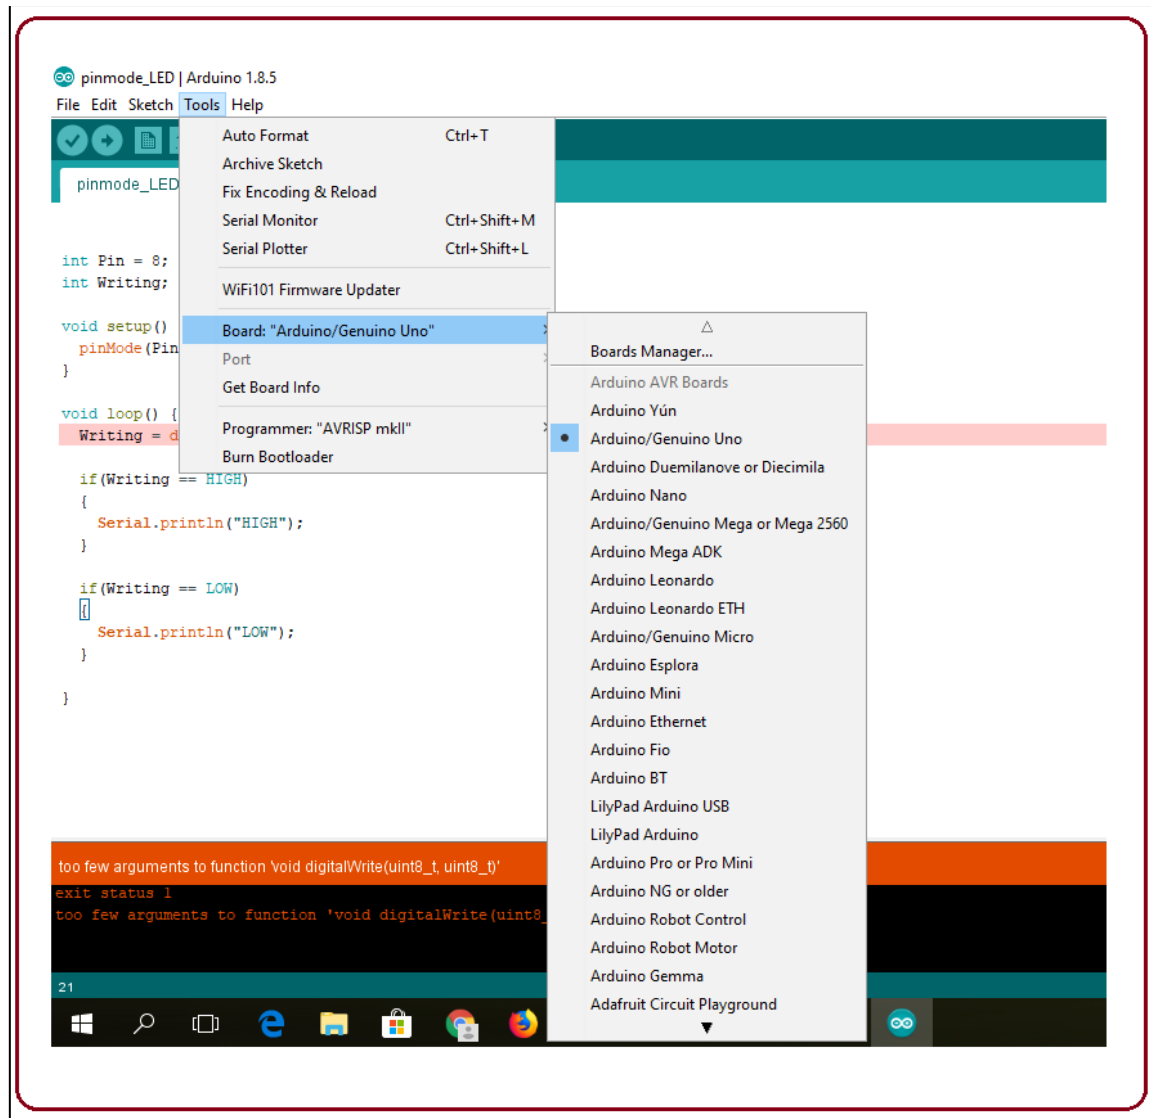 pinmode_LED | Arduino 1.8.5
File Edit Sketch Tools Help
pinmode_LED
Auto Format Ctrl+T
Archive Sketch
Fix Encoding & Reload
Serial Monitor Ctrl+Shift+M
Serial Plotter Ctrl+Shift+L
WiFi101 Firmware Updater
Board: "Arduino/Genuino Uno"
Port
Get Board Info
Programmer: "AVRISP mkII"
Burn Bootloader
Boards Manager...
Arduino AVR Boards
Arduino Yún
Arduino/Genuino Uno
Arduino Duemilanove or Diecimila
Arduino Nano
Arduino/Genuino Mega or Mega 2560
Arduino Mega ADK
Arduino Leonardo
Arduino Leonardo ETH
Arduino/Genuino Micro
Arduino Esplora
Arduino Mini
Arduino Ethernet
Arduino Fio
Arduino BT
LilyPad Arduino USB
LilyPad Arduino
Arduino Pro or Pro Mini
Arduino NG or older
Arduino Robot Control
Arduino Robot Motor
Arduino Gemma
Adafruit Circuit Playground
int Pin = 8;
int Writing;
void setup()
pinMode(Pin
}
void loop() {
Writing = d
if(Writing == HIGH)
{
Serial.println("HIGH");
}
if(Writing == LOW)
{
Serial.println("LOW");
}
}
too few arguments to function 'void digitalWrite(uint8_t, uint8_t)'
exit status 1
too few arguments to function 'void digitalWrite(uint8_
21